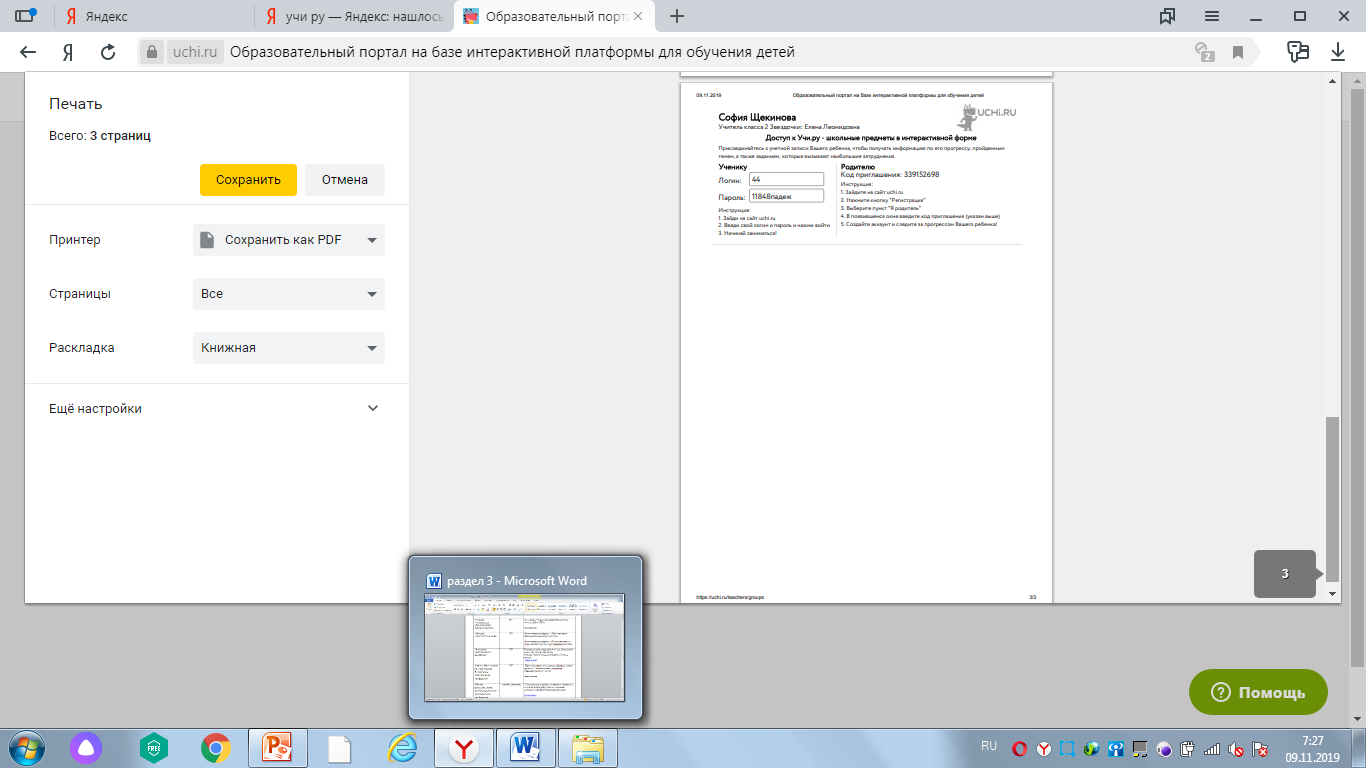 Яндекс
учи ру — Яндекс: нашлось
Образовательный порта
uchi.ru Образовательный портал на базе интерактивной платформы для обучения детей
2
Печать
Всего: 3 страниц
Сохранить
Отмена
Принтер
Сохранить как PDF
Страницы
Все
Раскладка
Книжная
Ещё настройки
09.11.2019
Образовательный портал на базе интерактивной платформы для обучения детей
UCHi.RU
София Щекинова
Учитель класса 2 Звездочки: Елена Леонидовна
Доступ к Учи.ру - школьные предметы в интерактивной форме
Присоединяйтесь к учетной записи Вашего ребенка, чтобы получать информацию по его прогрессу, пройденным
темам, а также заданиям, которые вызывают наибольшие затруднения.
Ученику
Логин: 44
Пароль: 11848падеж
Инструкция:
1. Зайди на сайт uchi.ru
2. Введи свой логин и пароль и нажми войти
3. Начинай заниматься!
Родителю
Код приглашения: 339152698
Инструкция:
1. Зайдите на сайт uchi.ru
2. Нажмите кнопку "Регистрация"
3. Выберите пункт "Я родитель"
4. В появившемся окне введите код приглашения (указан выше)
5. Создайте аккаунт и следите за прогрессом Вашего ребенка!
https://uchi.ru/teachers/groups
3/3
3
раздел 3 - Microsoft Word
Помощь
FREE
RU
7:27
09.11.2019